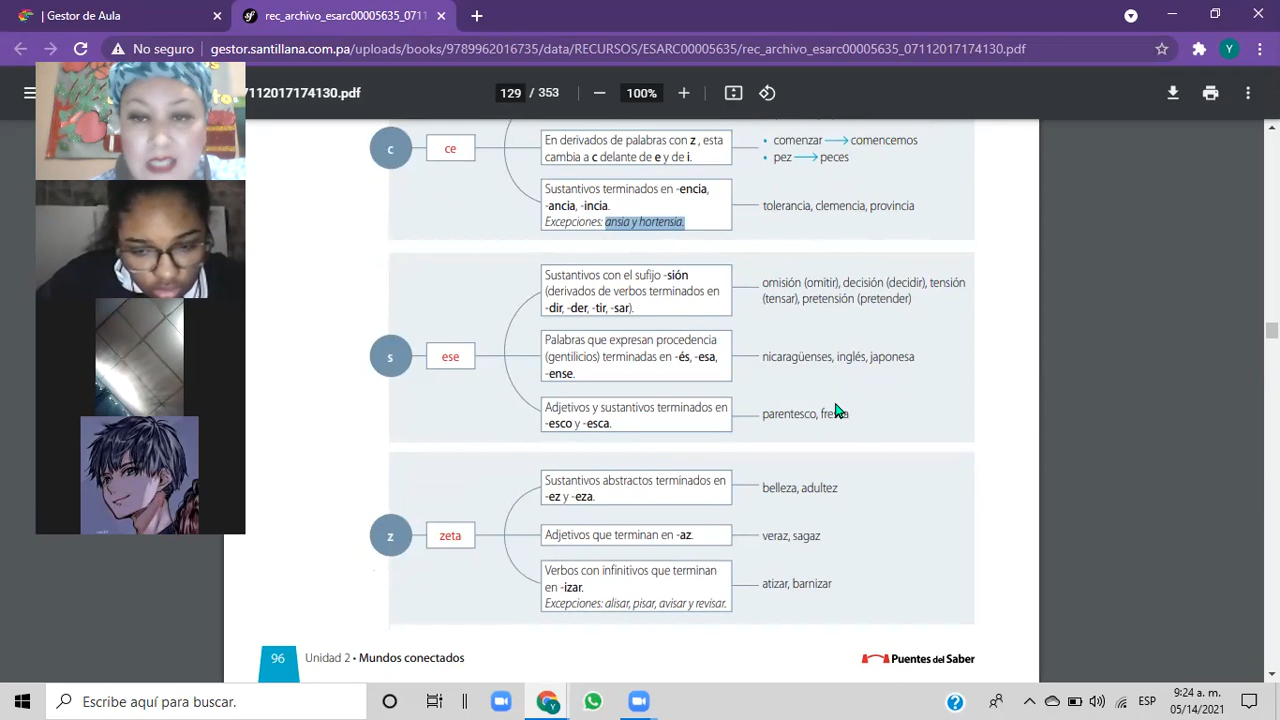 Gestor de Aula
rec_archivo_esarc00005635_0711
No seguro
gestor.santillana.com.pa/uploads/books/9789962016735/data/RECURSOS/ESARC00005635/rec_archivo_esarc00005635_07112017174130.pdf
Y
07112017174130.pdf
129 / 353
100%
c
ce
En derivados de palabras con z, esta
cambia a c delante de e y de i.
• comenzar → comencemos
• pez → peces
Sustantivos terminados en -encia,
-ancia, -incia.
Excepciones: ansia y hortensia.
tolerancia, clemencia, provincia
s
ese
Sustantivos con el sufijo -sión
(derivados de verbos terminados en
-dir, -der, -tir, -sar).
omisión (omitir), decisión (decidir), tensión
(tensar), pretensión (pretender)
Palabras que expresan procedencia
(gentilicios) terminadas en -és, -esa,
-ense.
nicaragüenses, inglés, japonesa
Adjetivos y sustantivos terminados en
-esco y -esca.
parentesco,
z
zeta
Sustantivos abstractos terminados en
-ez y -eza.
belleza, adultez
Adjetivos que terminan en -az.
veraz, sagaz
Verbos con infinitivos que terminan
en -izar.
Excepciones: alisar, pisar, avisar y revisar.
atizar, barnizar
96
Unidad 2 • Mundos conectados
Puentes del Saber
Escribe aquí para buscar.
ESP
9:24 a. m.
05/14/2021